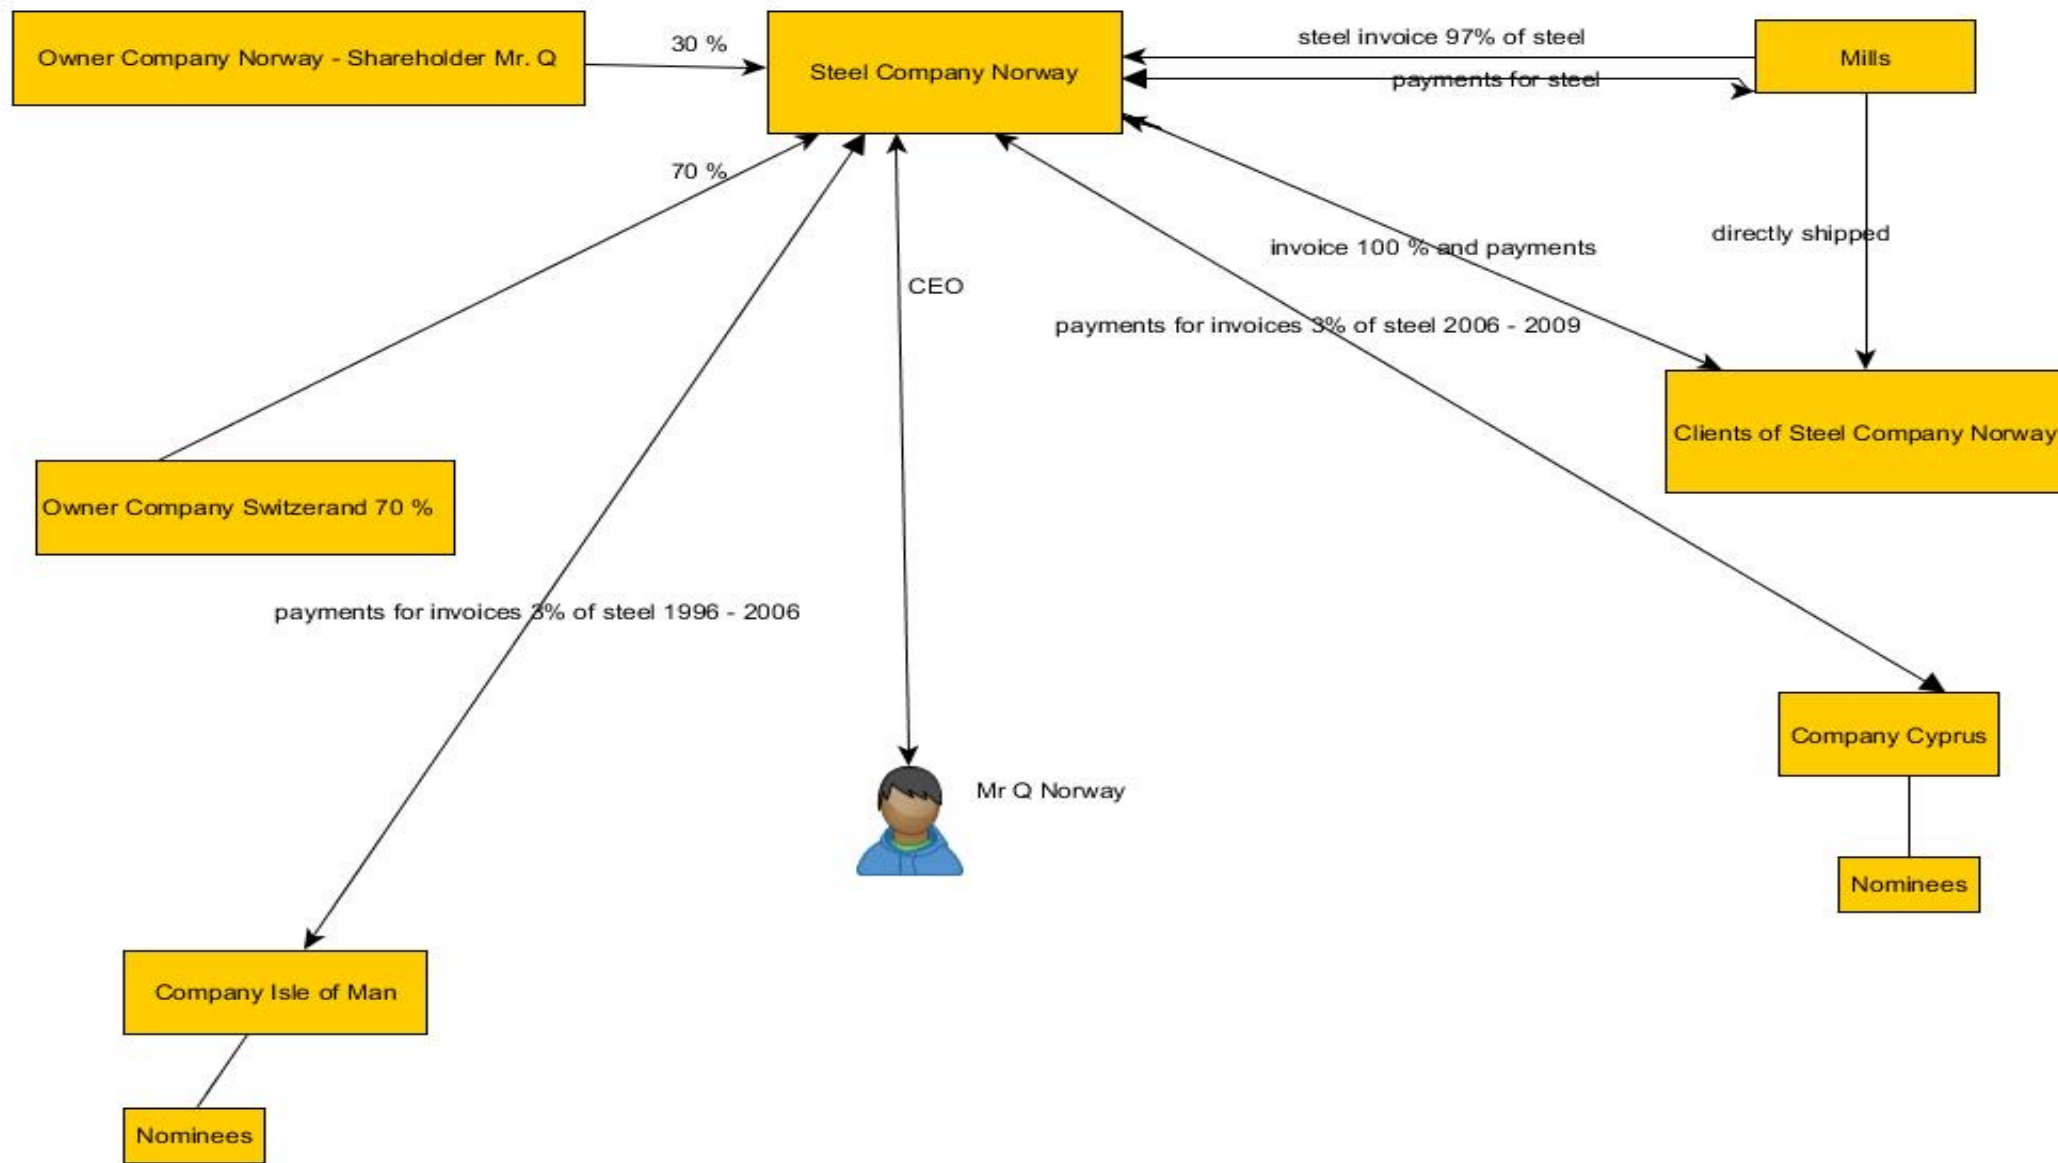 Owner Company Norway - Shareholder Mr. Q
30 %
Steel Company Norway
steel invoice 97% of steel
payments for steel
Mills
70 %
directly shipped
invoice 100 % and payments
CEO
payments for invoices 3% of steel 2006 - 2009
Clients of Steel Company Norway
Owner Company Switzerand 70 %
payments for invoices 3% of steel 1996 - 2006
Company Cyprus
Mr Q Norway
Nominees
Company Isle of Man
Nominees